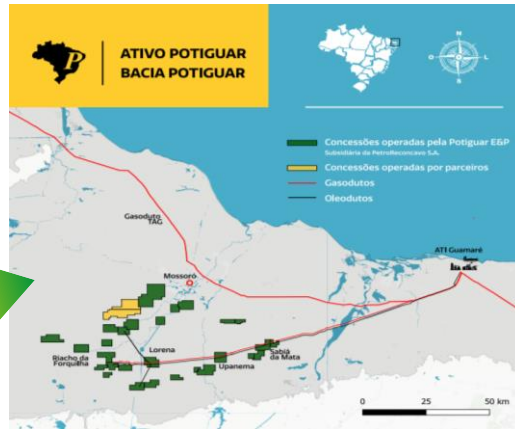 P
ATIVO POTIGUAR
BACIA POTIGUAR
N
O
L
S
Concessões operadas pela Potiguar E&P
Subsidiária da PetroReconcavo S.A.
Concessões operadas por parceiros
Gasodutos
Oleodutos
Gasoduto
TAG
ATI Guamaré
Mossoró
Lorena
Riacho da
Forquilha
Upanema
Sabiá
da Mata
0 25 50 km